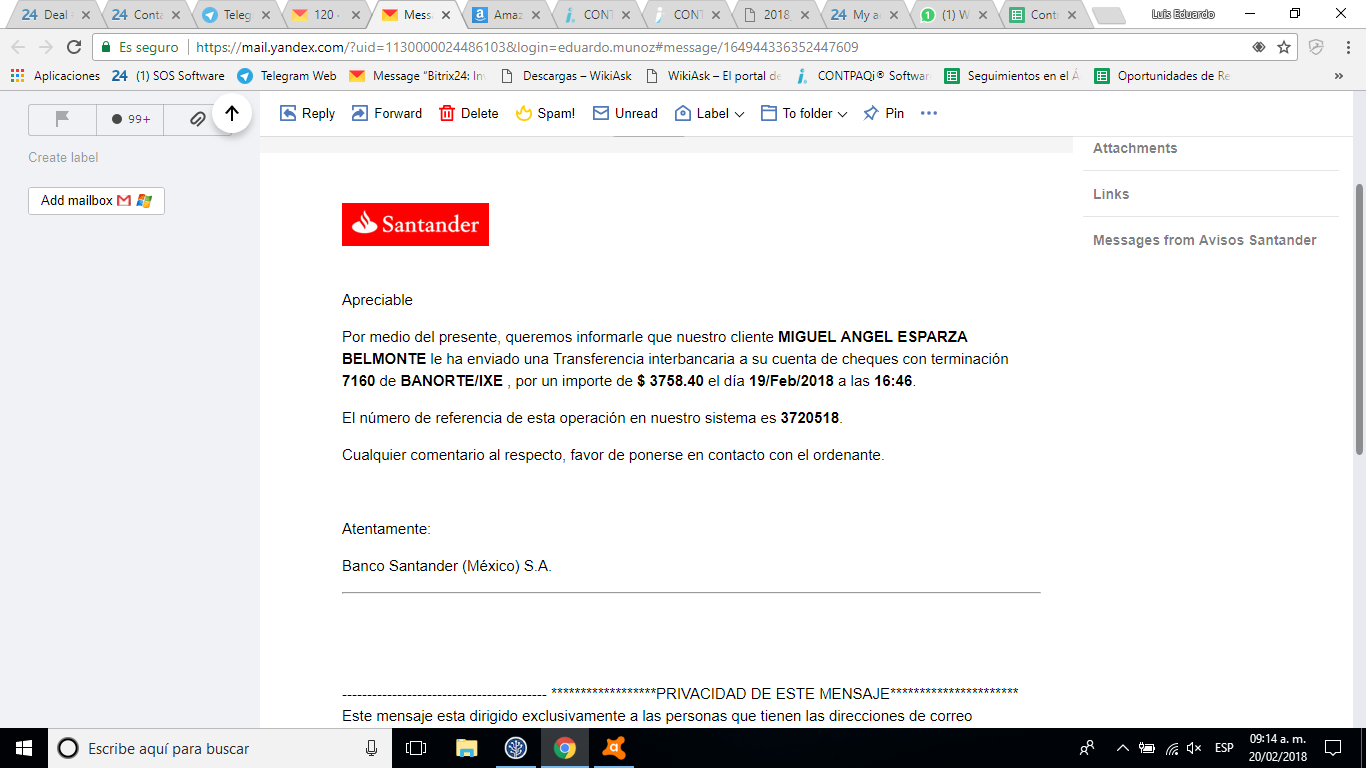 24 Deal
24 Conta
Teleg
120
Mess
a Amaz
CONT
CONT
2018
24 My a
(1) W
Cont
Luis Eduardo
Es seguro | https://mail.yandex.com/?uid=1130000024486103&login=eduardo.munoz#message/164944336352447609
Aplicaciones
24 (1) SOS Software
Telegram Web
Message "Bitrix24: In
Descargas – WikiAsk
WikiAsk – El portal de
CONTPAQi® Softwar
Seguimientos en el Á
Oportunidades de Re
»
99+
Create label
Add mailbox
Reply
Forward
Delete
Spam!
Unread
Label
To folder
Pin
Attachments
Links
Messages from Avisos Santander
Santander
Apreciable
Por medio del presente, queremos informarle que nuestro cliente MIGUEL ANGEL ESPARZA
BELMONTE le ha enviado una Transferencia interbancaria a su cuenta de cheques con terminación
7160 de BANORTE/IXE , por un importe de $ 3758.40 el día 19/Feb/2018 a las 16:46.
El número de referencia de esta operación en nuestro sistema es 3720518.
Cualquier comentario al respecto, favor de ponerse en contacto con el ordenante.
Atentamente:
Banco Santander (México) S.A.
----------------------------------------- ******************PRIVACIDAD DE ESTE MENSAJE**********************
Este mensaje esta dirigido exclusivamente a las personas que tienen las direcciones de correo
Escribe aquí para buscar
ESP
09:14 a. m.
20/02/2018